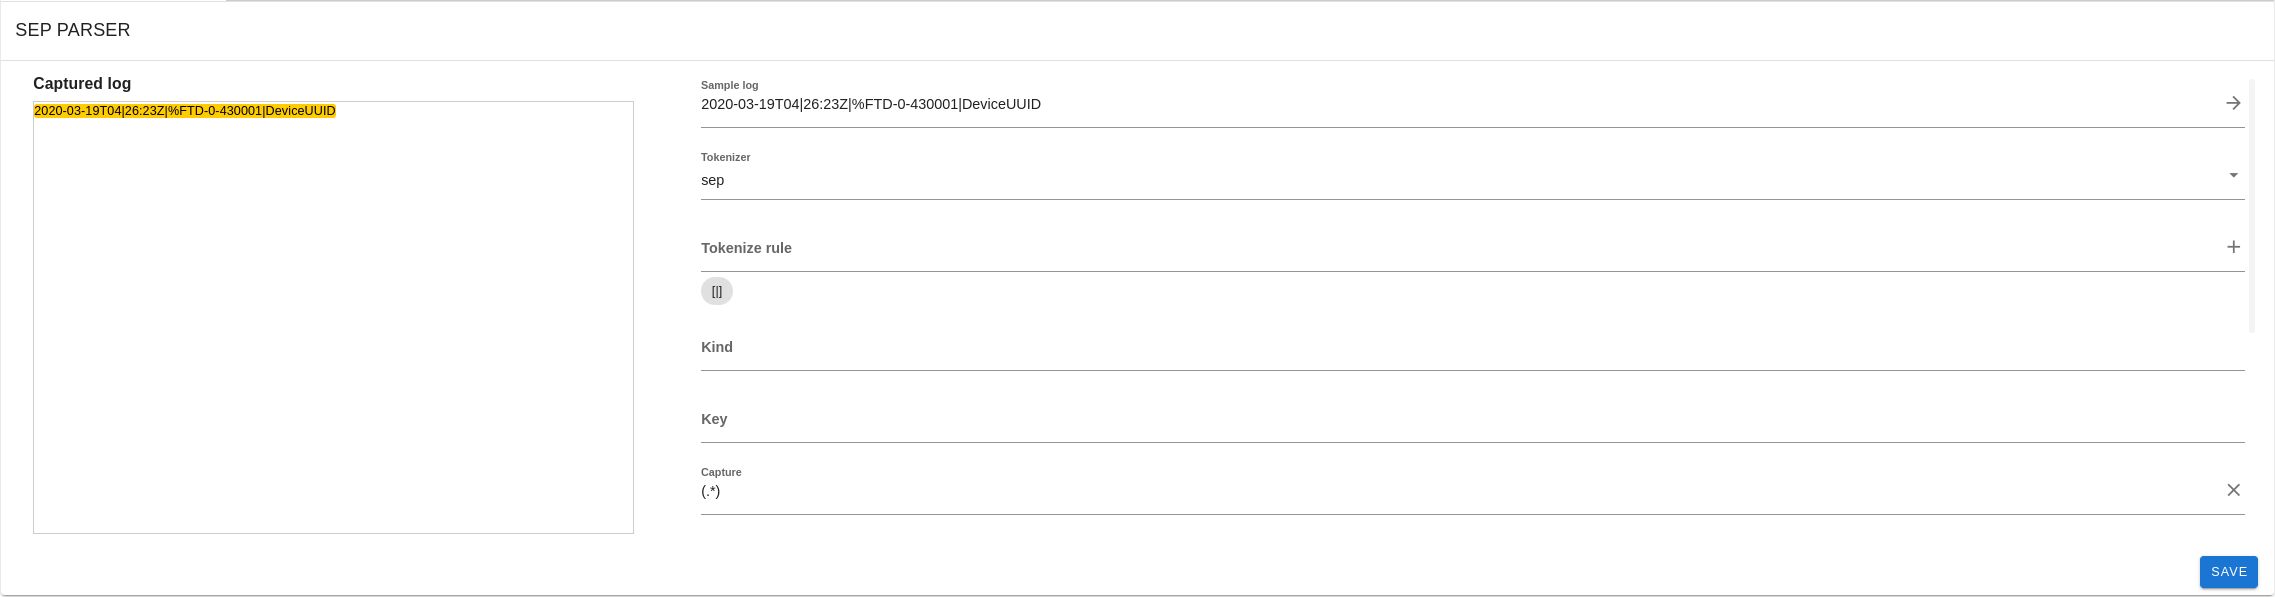 SEP PARSER
Captured log
2020-03-19T04|26:23Z|%FTD-0-430001|DeviceUUID
Sample log
2020-03-19T04|26:23Z|%FTD-0-430001|DeviceUUID
Tokenizer
sep
Tokenize rule
[|]
Kind
Key
Capture
(.*)
SAVE